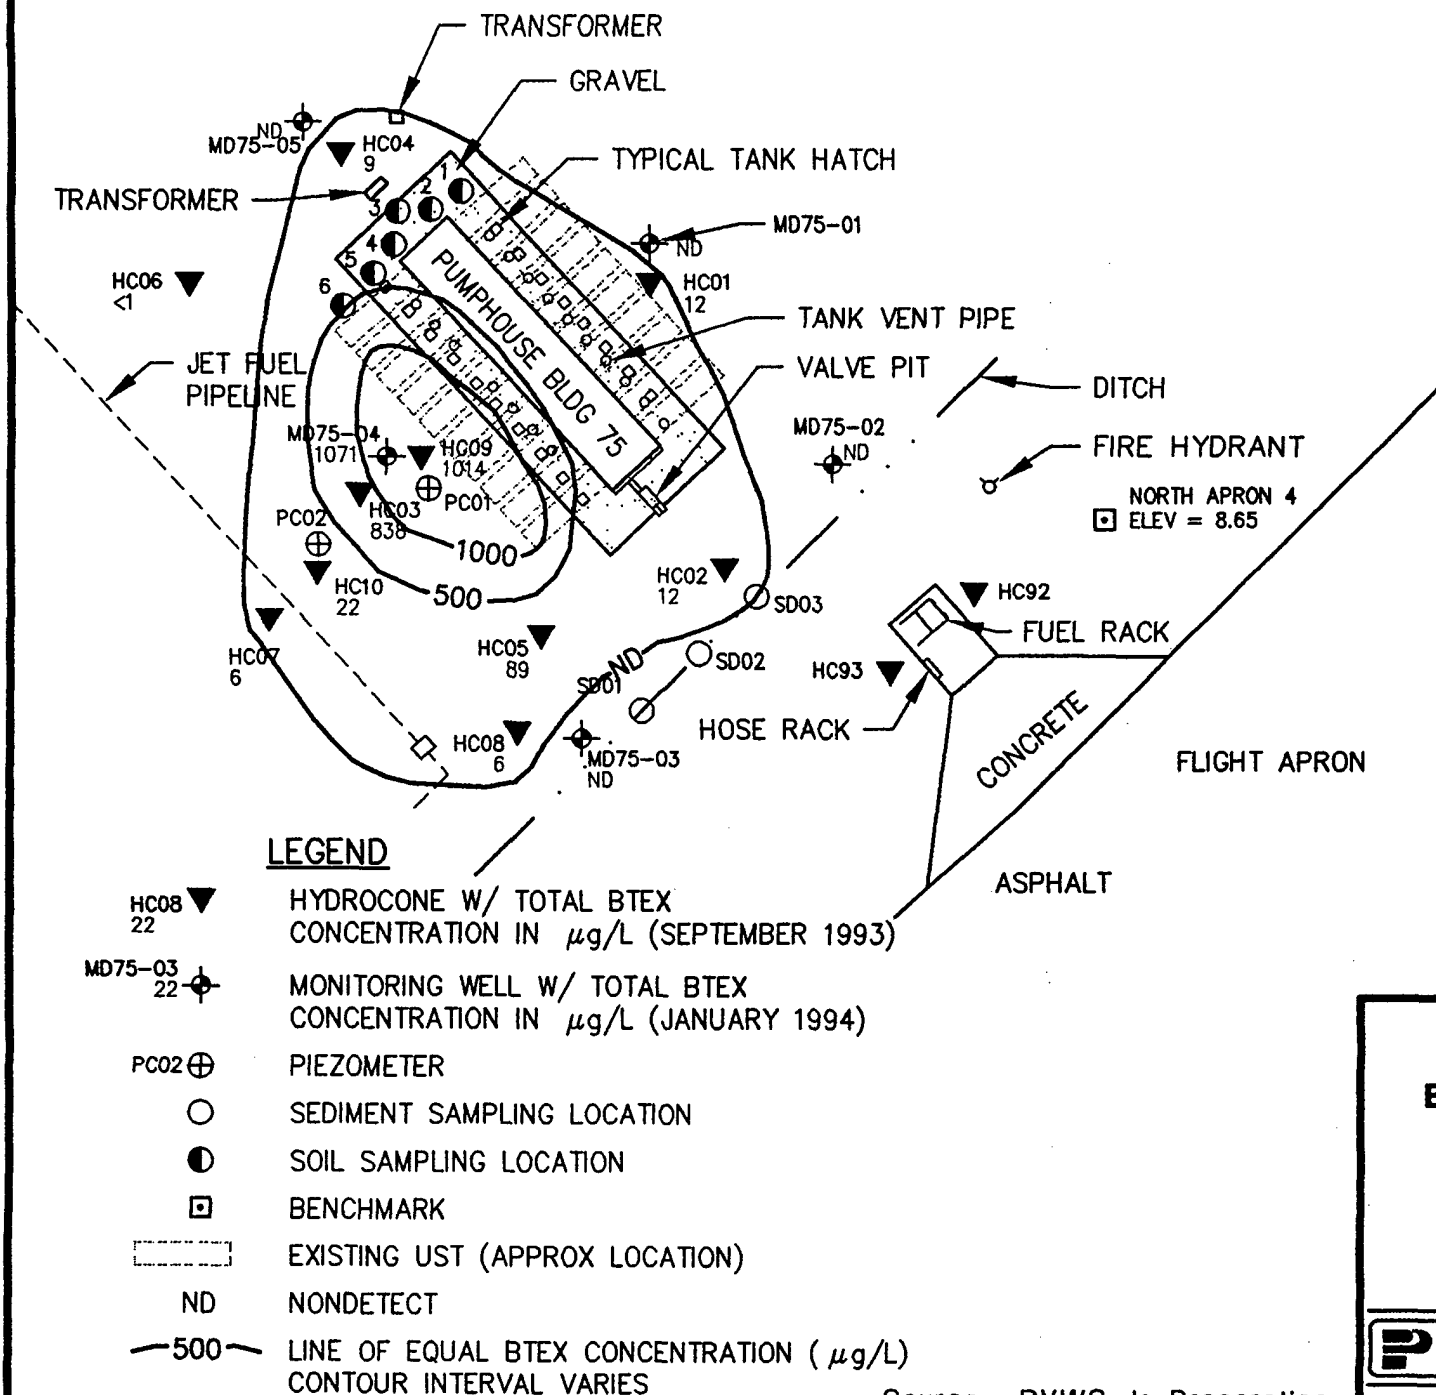 TRANSFORMER
GRAVEL
TYPICAL TANK HATCH
ND
MD75-05
HC04
9
TRANSFORMER
1
2
3
4
5
6
MD75-01
ND
HC01
12
HC06
<1
PUMPHOUSE BLDG 75
TANK VENT PIPE
VALVE PIT
JET FUEL
PIPELINE
DITCH
MD75-02
ND
FIRE HYDRANT
NORTH APRON 4
ELEV = 8.65
MD75-04
1071
HC09
1014
PC01
HC03
838
PC02
1000
HC10
22
500
HC02
12
SD03
HC92
FUEL RACK
HC05
89
ND
SD02
SD01
HC93
HC07
6
HOSE RACK
CONCRETE
HC08
6
MD75-03
ND
FLIGHT APRON
ASPHALT
LEGEND
HC08
22
HYDROCONE W/ TOTAL BTEX
CONCENTRATION IN µg/L (SEPTEMBER 1993)
MD75-03
22
MONITORING WELL W/ TOTAL BTEX
CONCENTRATION IN µg/L (JANUARY 1994)
PC02
PIEZOMETER
SEDIMENT SAMPLING LOCATION
SOIL SAMPLING LOCATION
BENCHMARK
EXISTING UST (APPROX LOCATION)
ND NONDETECT
500 LINE OF EQUAL BTEX CONCENTRATION ( µg/L)
CONTOUR INTERVAL VARIES